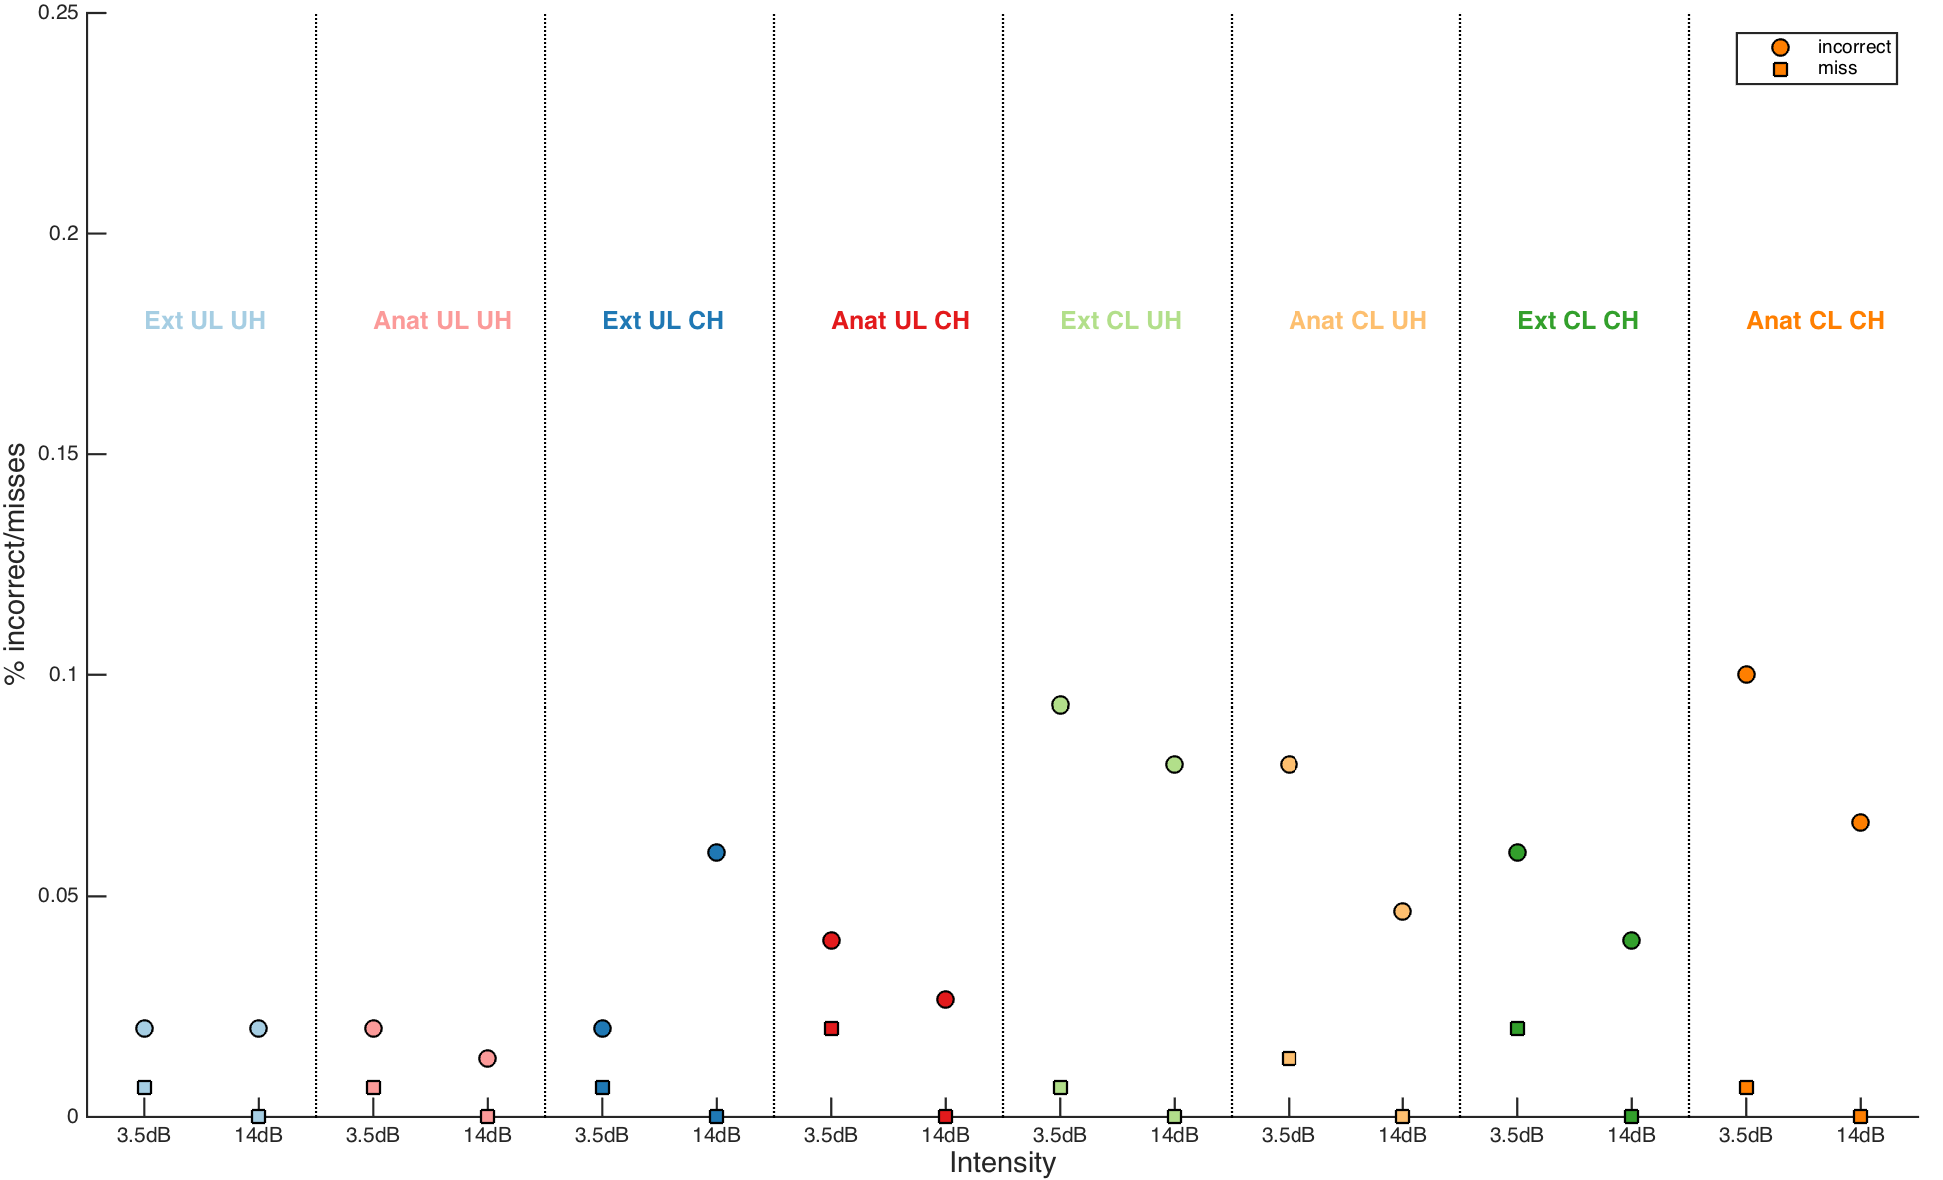 0.25
incorrect
miss
0.2
Ext UL UH Anat UL UH Ext UL CH Anat UL CH Ext CL UH Anat CL UH Ext CL CH Anat CL CH
0.15
% incorrect/misses
0.1
0.05
0
3.5dB 14dB 3.5dB 14dB 3.5dB 14dB 3.5dB 14dB 3.5dB 14dB 3.5dB 14dB 3.5dB 14dB 3.5dB 14dB
Intensity